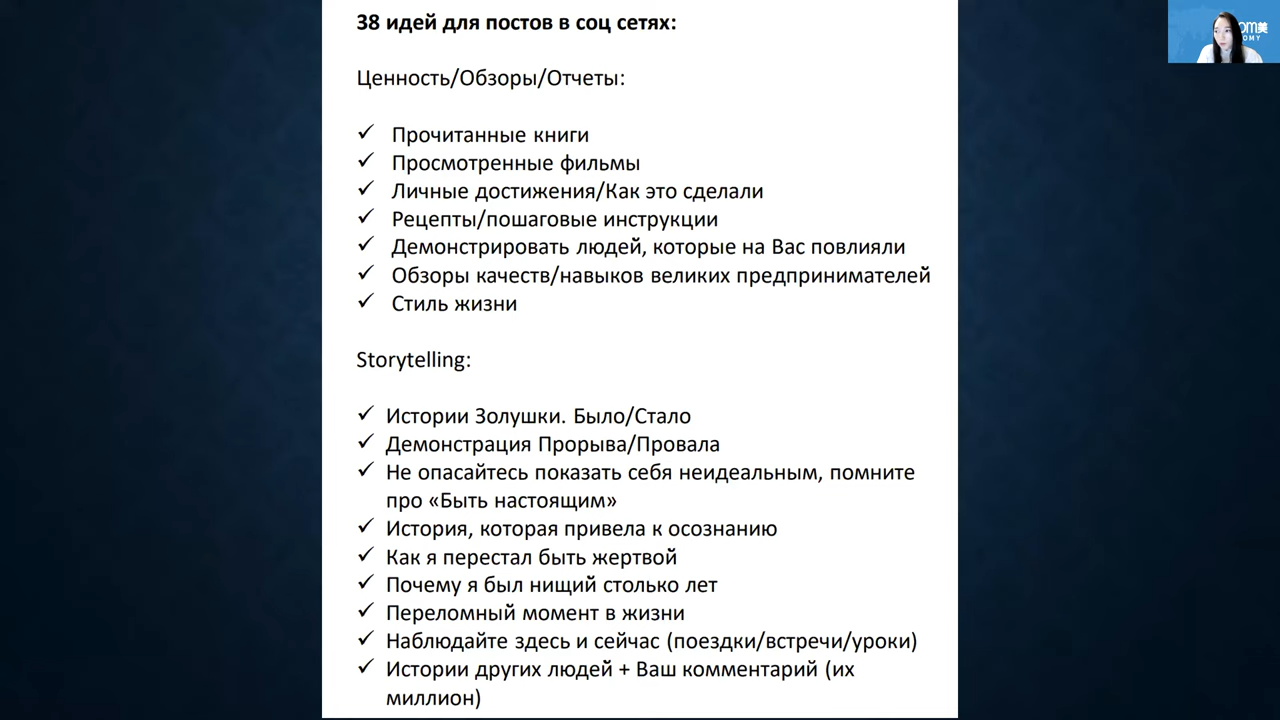 38 идей для постов в соц сетях:
Ценность/Обзоры/Отчеты:
✓ Прочитанные книги
✓ Просмотренные фильмы
✓ Личные достижения/Как это сделали
✓ Рецепты/пошаговые инструкции
✓ Демонстрировать людей, которые на Вас повлияли
✓ Обзоры качеств/навыков великих предпринимателей
✓ Стиль жизни
Storytelling:
✓ Истории Золушки. Было/Стало
✓ Демонстрация Прорыва/Провала
✓ Не опасайтесь показать себя неидеальным, помните
про «Быть настоящим»
✓ История, которая привела к осознанию
✓ Как я перестал быть жертвой
✓ Почему я был нищий столько лет
✓ Переломный момент в жизни
✓ Наблюдайте здесь и сейчас (поездки/встречи/уроки)
✓ Истории других людей + Ваш комментарий (их
миллион)